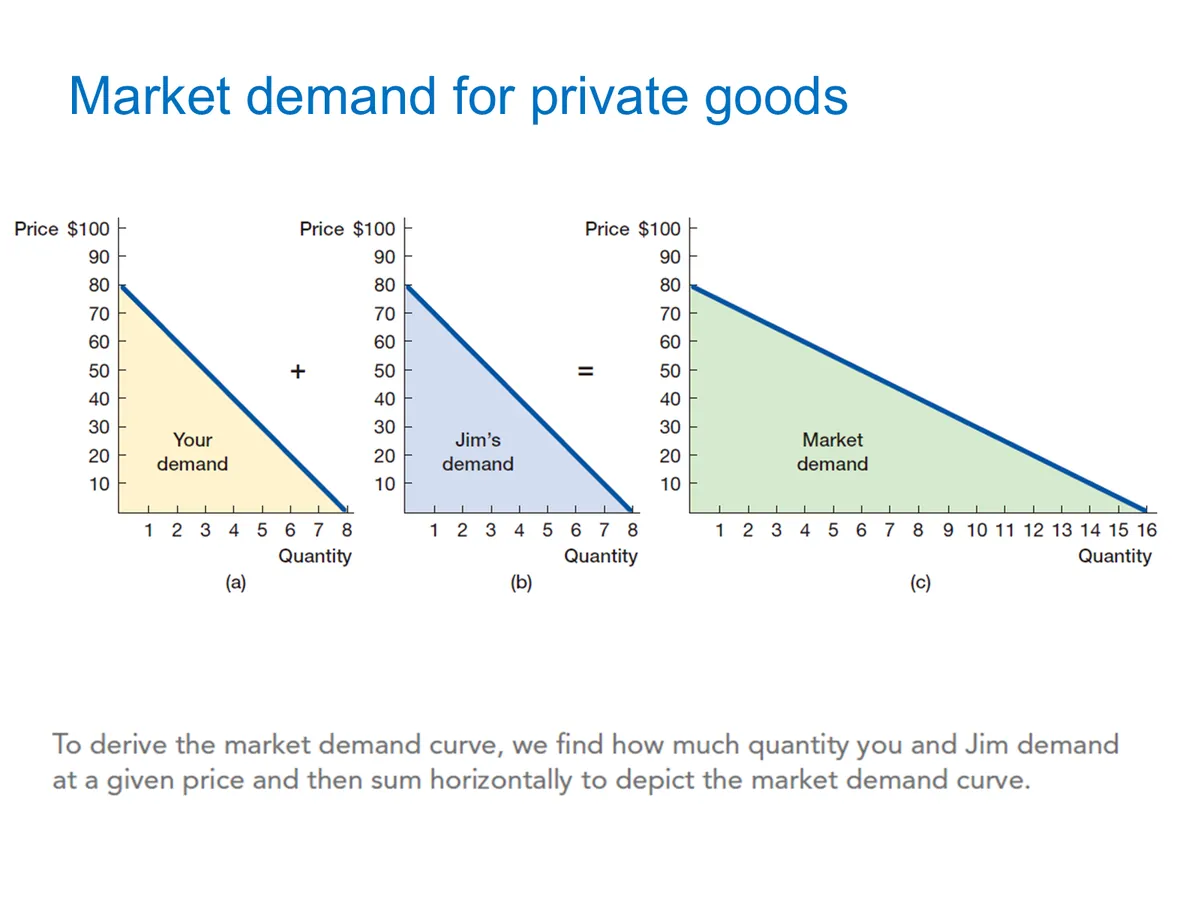 Market demand for private goods
Price $100
90
80
70
60
50
40
30
20
10
Your
demand
1 2 3 4 5 6 7 8
Quantity
(a)
+
Price $100
90
80
70
60
50
40
30
20
10
Jim's
demand
1 2 3 4 5 6 7 8
Quantity
(b)
=
Price $100
90
80
70
60
50
40
30
20
10
Market
demand
1 2 3 4 5 6 7 8 9 10 11 12 13 14 15 16
Quantity
(c)
To derive the market demand curve, we find how much quantity you and Jim demand
at a given price and then sum horizontally to depict the market demand curve.